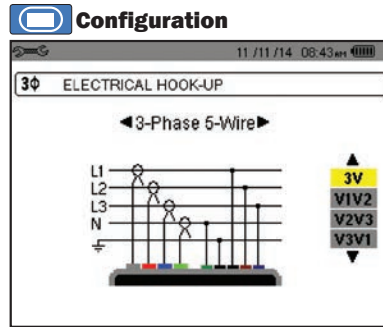 Configuration
11 /11 /14 08:43AM
3Φ ELECTRICAL HOOK-UP
◄3-Phase 5-Wire►
L1
L2
L3
N
3V
V1V2
V2V3
V3V1